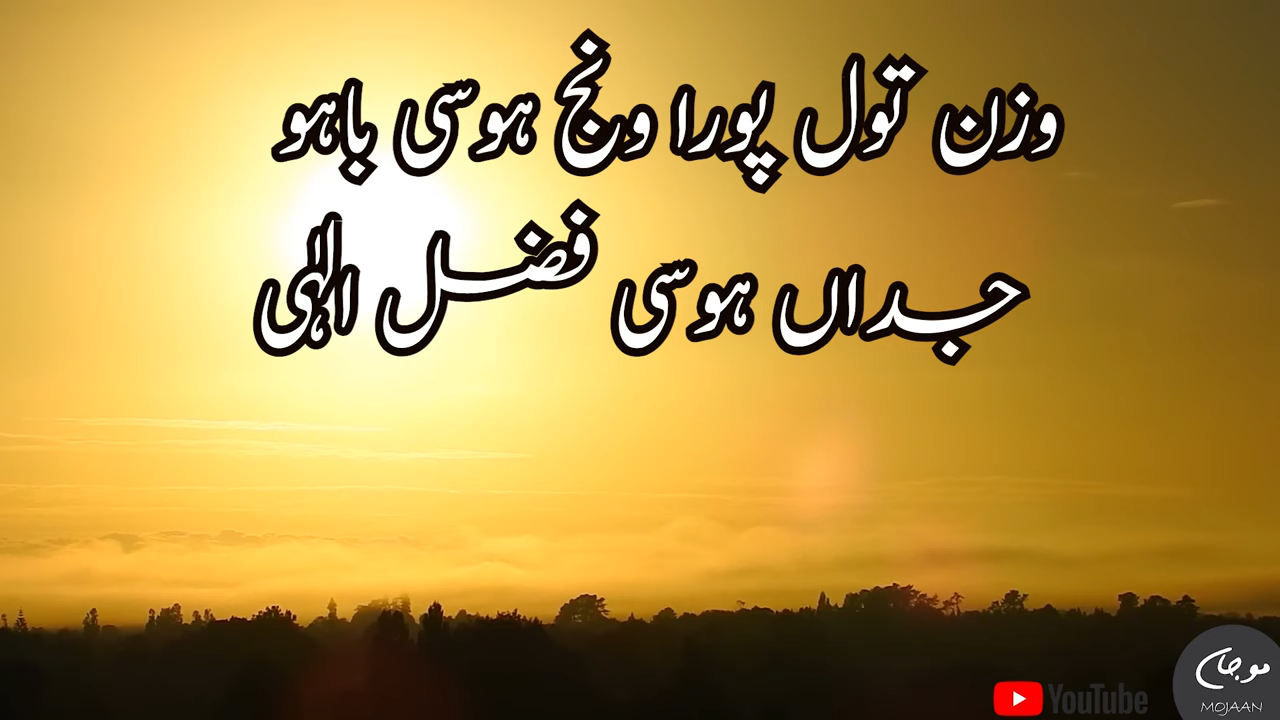 وزن تول پورا ونج ہوسی باہو
جداں ہوسی فضل الٰہی
موجاں
MOJAAN
YouTube